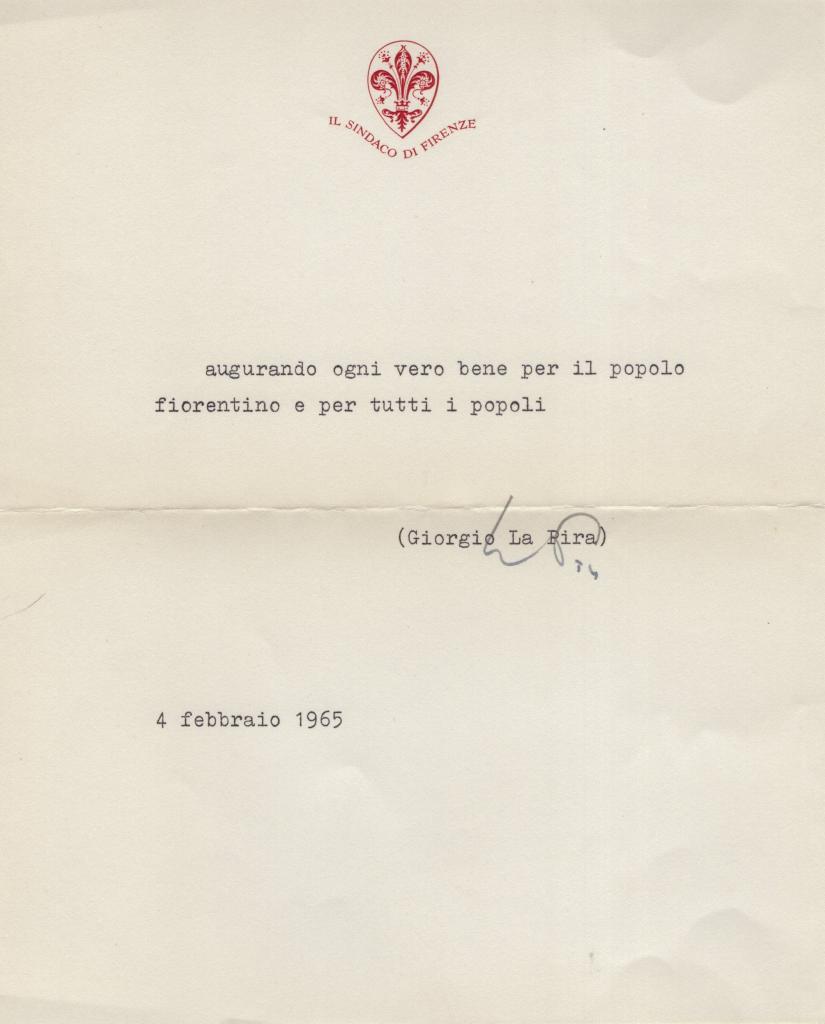 IL SINDACO DI FIRENZE
augurando ogni vero bene per il popolo
fiorentino e per tutti i popoli
(Giorgio La Pira)
4 febbraio 1965